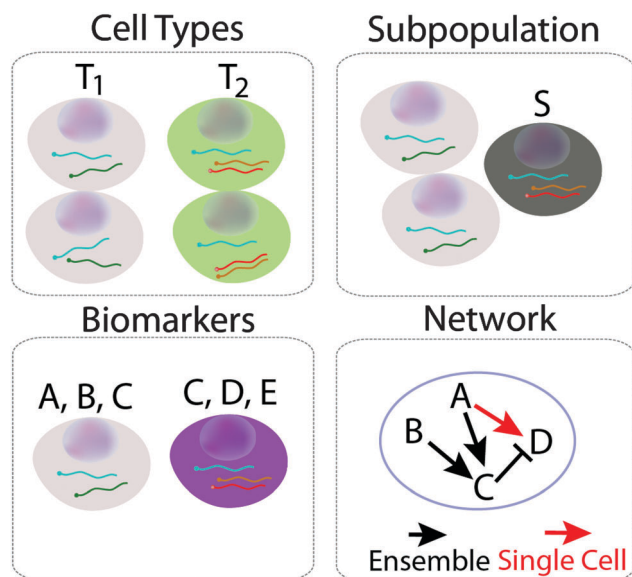 Cell Types
T1 T2
Subpopulation
S
Biomarkers
A, B, C C, D, E
Network
A
B D
C
Ensemble Single Cell